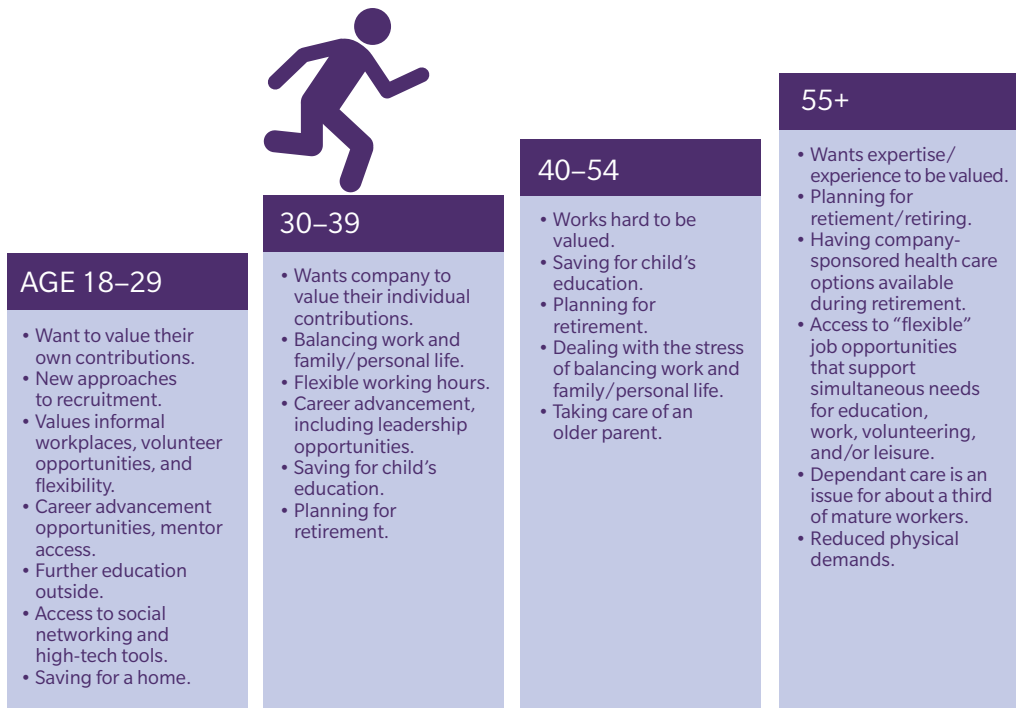 AGE 18–29
• Want to value their
own contributions.
• New approaches
to recruitment.
• Values informal
workplaces, volunteer
opportunities, and
flexibility.
• Career advancement
opportunities, mentor
access.
• Further education
outside.
• Access to social
networking and
high-tech tools.
• Saving for a home.
30–39
• Wants company to
value their individual
contributions.
• Balancing work and
family/personal life.
• Flexible working hours.
• Career advancement,
including leadership
opportunities.
• Saving for child’s
education.
• Planning for
retirement.
40–54
• Works hard to be
valued.
• Saving for child’s
education.
• Planning for
retirement.
• Dealing with the stress
of balancing work and
family/personal life.
• Taking care of an
older parent.
55+
• Wants expertise/
experience to be valued.
• Planning for
retiement/retiring.
• Having company-
sponsored health care
options available
during retirement.
• Access to “flexible”
job opportunities
that support
simultaneous needs
for education,
work, volunteering,
and/or leisure.
• Dependant care is an
issue for about a third
of mature workers.
• Reduced physical
demands.